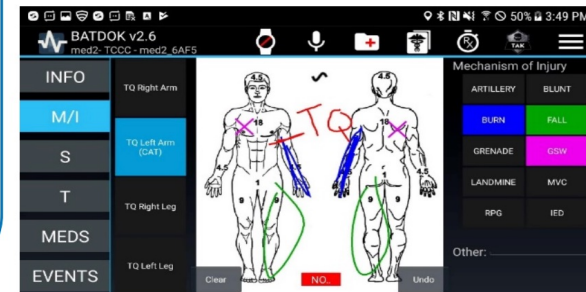 50% 3:49 PM
BATDOK v2.6
med2- TCCC - med2_6AF5
TAK
INFO
M/I
S
T
MEDS
EVENTS
TQ Right Arm
TQ Left Arm
(CAT)
TQ Right Leg
TQ Left Leg
4.5
18
4.5
1
9
9
TQ
4.5
18
4.5
4.5
1
9
9
Clear
NO..
Undo
Mechanism of Injury
ARTILLERY
BLUNT
BURN
FALL
GRENADE
GSW
LANDMINE
MVC
RPG
IED
Other: